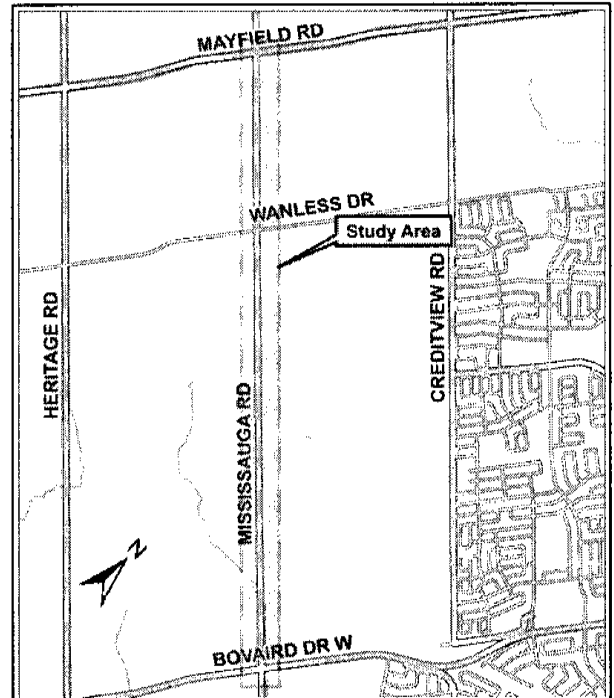 MAYFIELD RD
WANLESS DR
Study Area
HERITAGE RD
MISSISSAUGA RD
CREDITVIEW RD
N
BOVAIRD DR W